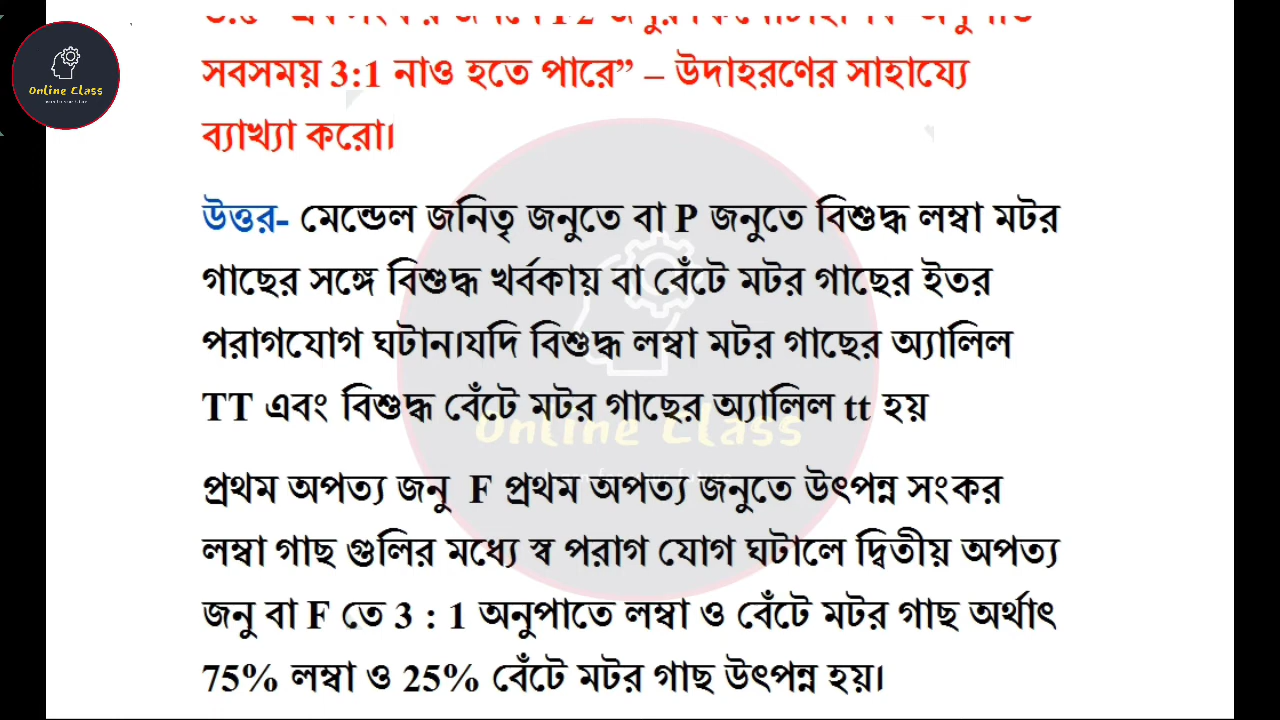 Online Class
সবসময় 3:1 নাও হতে পারে” – উদাহরণের সাহায্যে
ব্যাখ্যা করো।
উত্তর- মেন্ডেল জনিতৃ জনুতে বা P জনুতে বিশুদ্ধ লম্বা মটর
গাছের সঙ্গে বিশুদ্ধ খর্বকায় বা বেঁটে মটর গাছের ইতর
পরাগযোগ ঘটান।যদি বিশুদ্ধ লম্বা মটর গাছের অ্যালিল
TT এবং বিশুদ্ধ বেঁটে মটর গাছের অ্যালিল tt হয়
Online Class
প্রথম অপত্য জনু F প্রথম অপত্য জনুতে উৎপন্ন সংকর
লম্বা গাছ গুলির মধ্যে স্ব পরাগ যোগ ঘটালে দ্বিতীয় অপত্য
জনু বা F তে 3 : 1 অনুপাতে লম্বা ও বেঁটে মটর গাছ অর্থাৎ
75% লম্বা ও 25% বেঁটে মটর গাছ উৎপন্ন হয়।